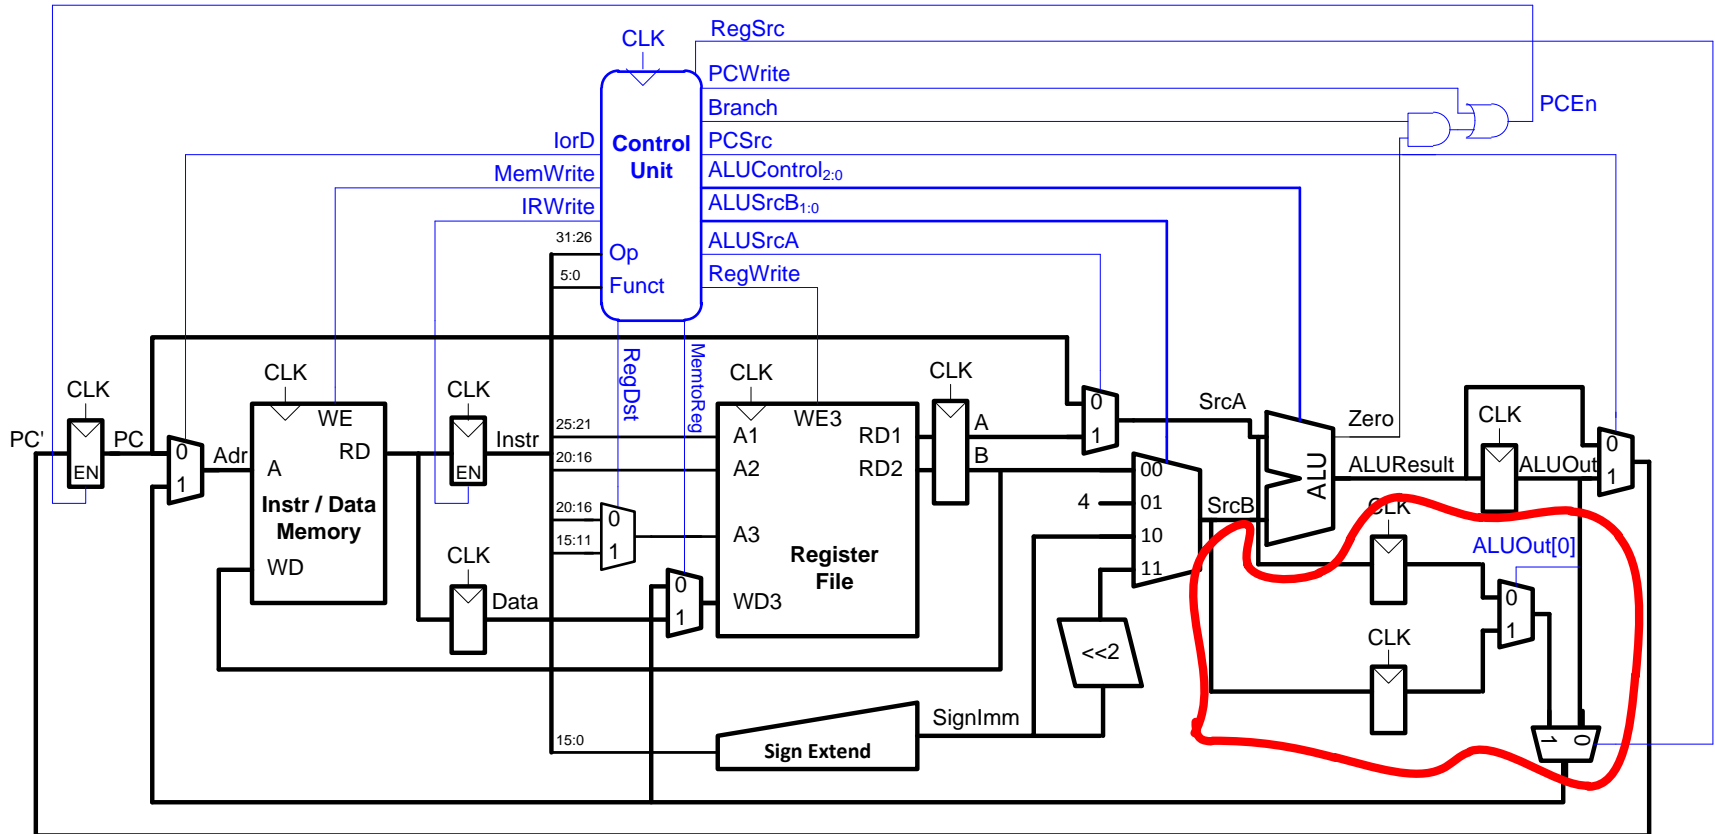 RegSrc
CLK
PCWrite
Branch
PCEn
IorD
Control
Unit
PCSrc
MemWrite
ALUControl2:0
IRWrite
ALUSrcB1:0
31:26
Op
ALUSrcA
5:0
Funct
RegWrite
RegDst
MemtoReg
CLK
CLK
CLK
CLK
CLK
PC'
PC
EN
0
1
Adr
WE
A
RD
Instr / Data
Memory
WD
EN
Instr
CLK
Data
25:21
20:16
20:16
15:11
0
1
0
1
A1
A2
A3
WD3
WE3
RD1
RD2
Register
File
A
B
0
1
SrcA
00
01
10
11
4
SrcB
<<2
SignImm
15:0
Sign Extend
ALU
Zero
ALUResult
CLK
ALUOut
0
1
CLK
ALUOut[0]
0
1
CLK
1
0